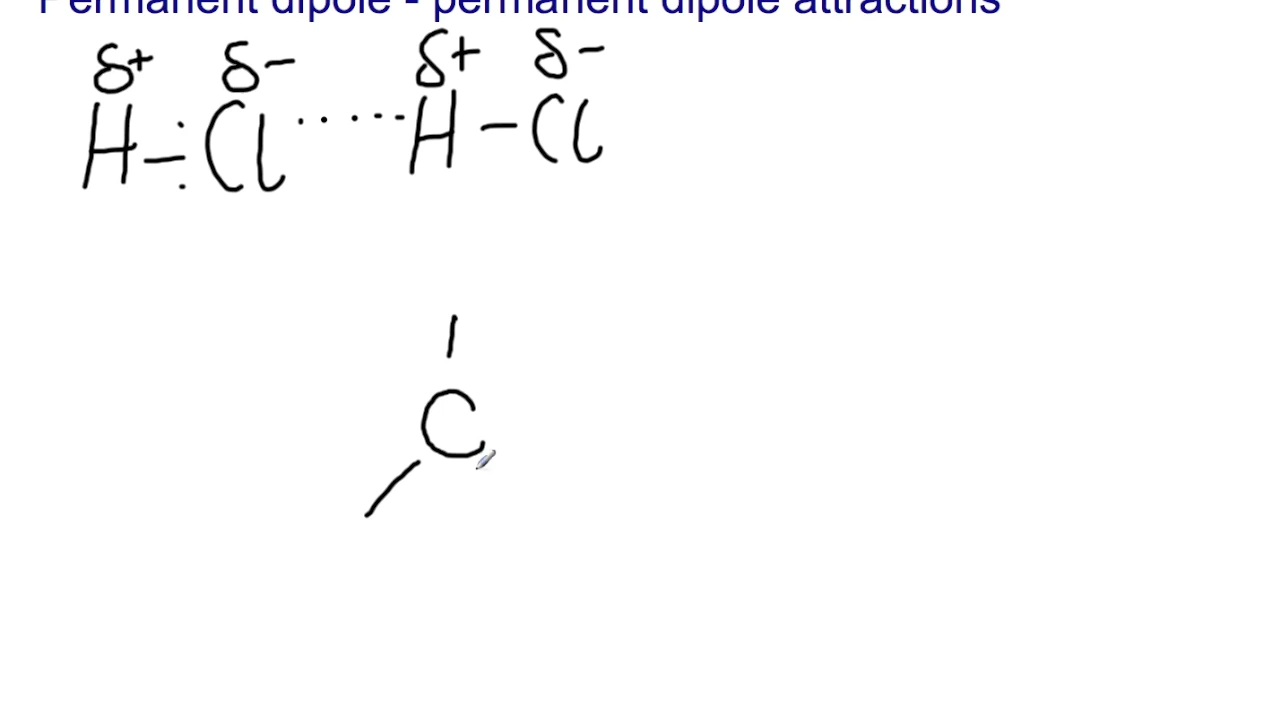 Permanent dipole - permanent dipole attractions
δ+ δ- δ+ δ-
H-Cl·····H-Cl
C